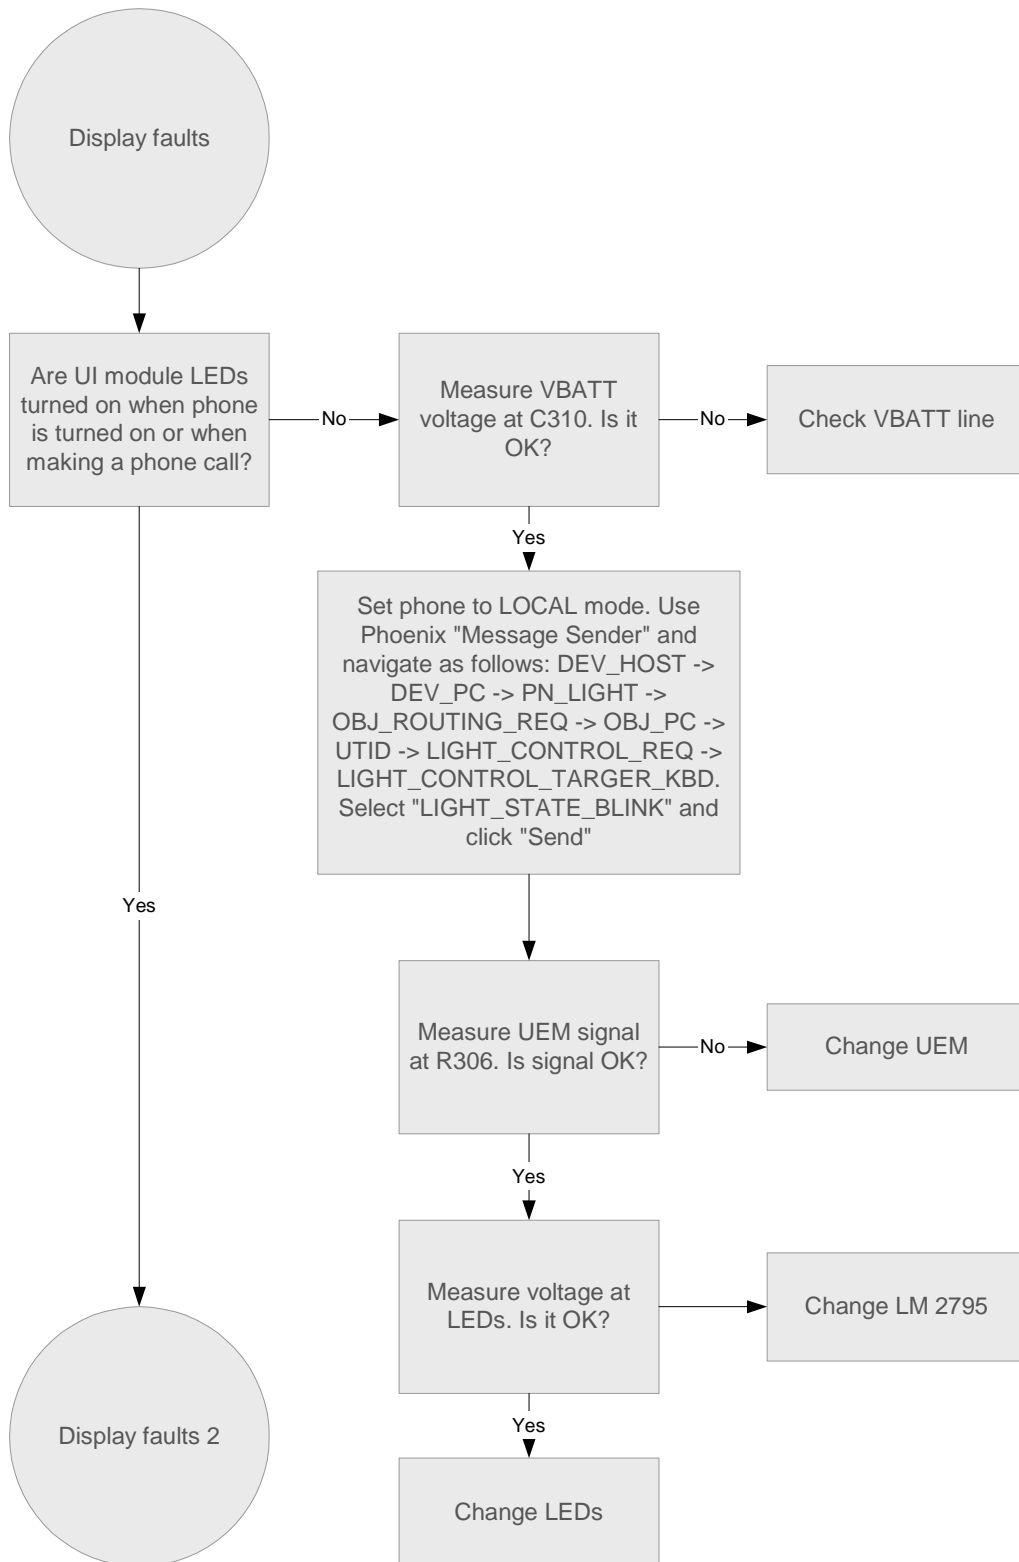 Display faults
Are UI module LEDs
turned on when phone
is turned on or when
making a phone call?
No
Measure VBATT
voltage at C310. Is it
OK?
No
Check VBATT line
Yes
Set phone to LOCAL mode. Use
Phoenix "Message Sender" and
navigate as follows: DEV_HOST ->
DEV_PC -> PN_LIGHT ->
OBJ_ROUTING_REQ -> OBJ_PC ->
UTID -> LIGHT_CONTROL_REQ ->
LIGHT_CONTROL_TARGER_KBD.
Select "LIGHT_STATE_BLINK" and
click "Send"
Yes
Measure UEM signal
at R306. Is signal OK?
No
Change UEM
Yes
Measure voltage at
LEDs. Is it OK?
Change LM 2795
Yes
Display faults 2
Change LEDs